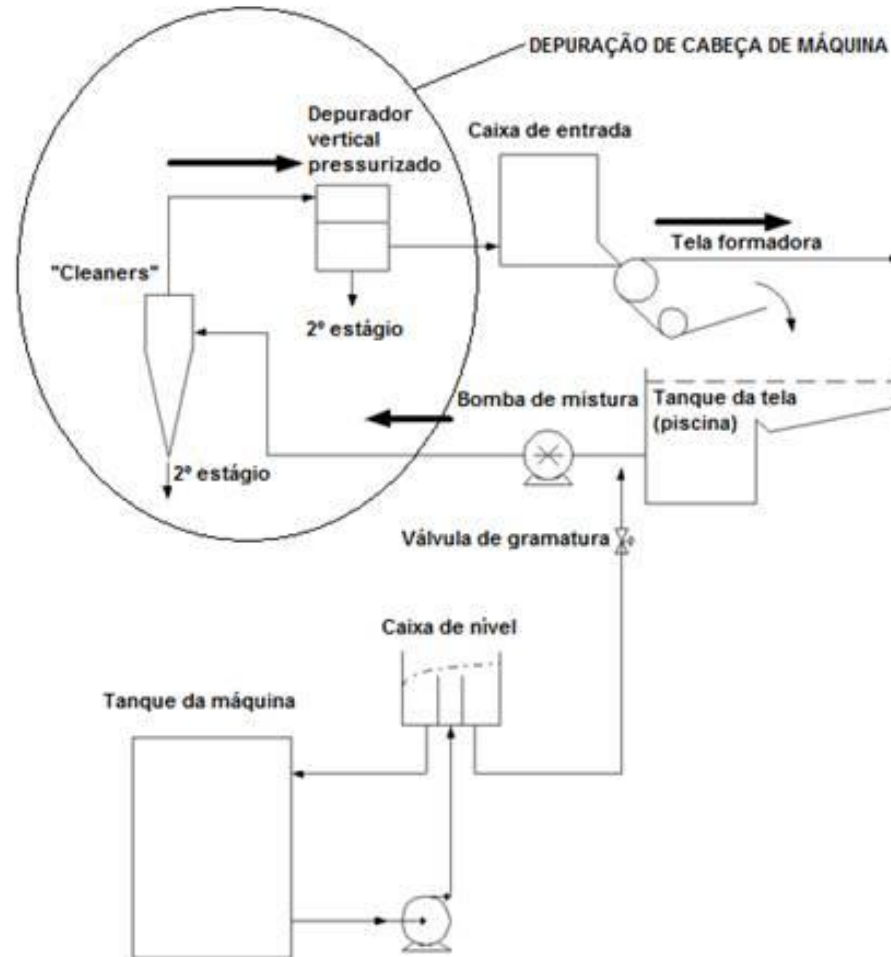 DEPURAÇÃO DE CABEÇA DE MÁQUINA
Depurador
vertical
pressurizado
Caixa de entrada
Tela formadora
"Cleaners"
2º estágio
Bomba de mistura
Tanque da tela
(piscina)
2º estágio
Válvula de gramatura
Caixa de nível
Tanque da máquina